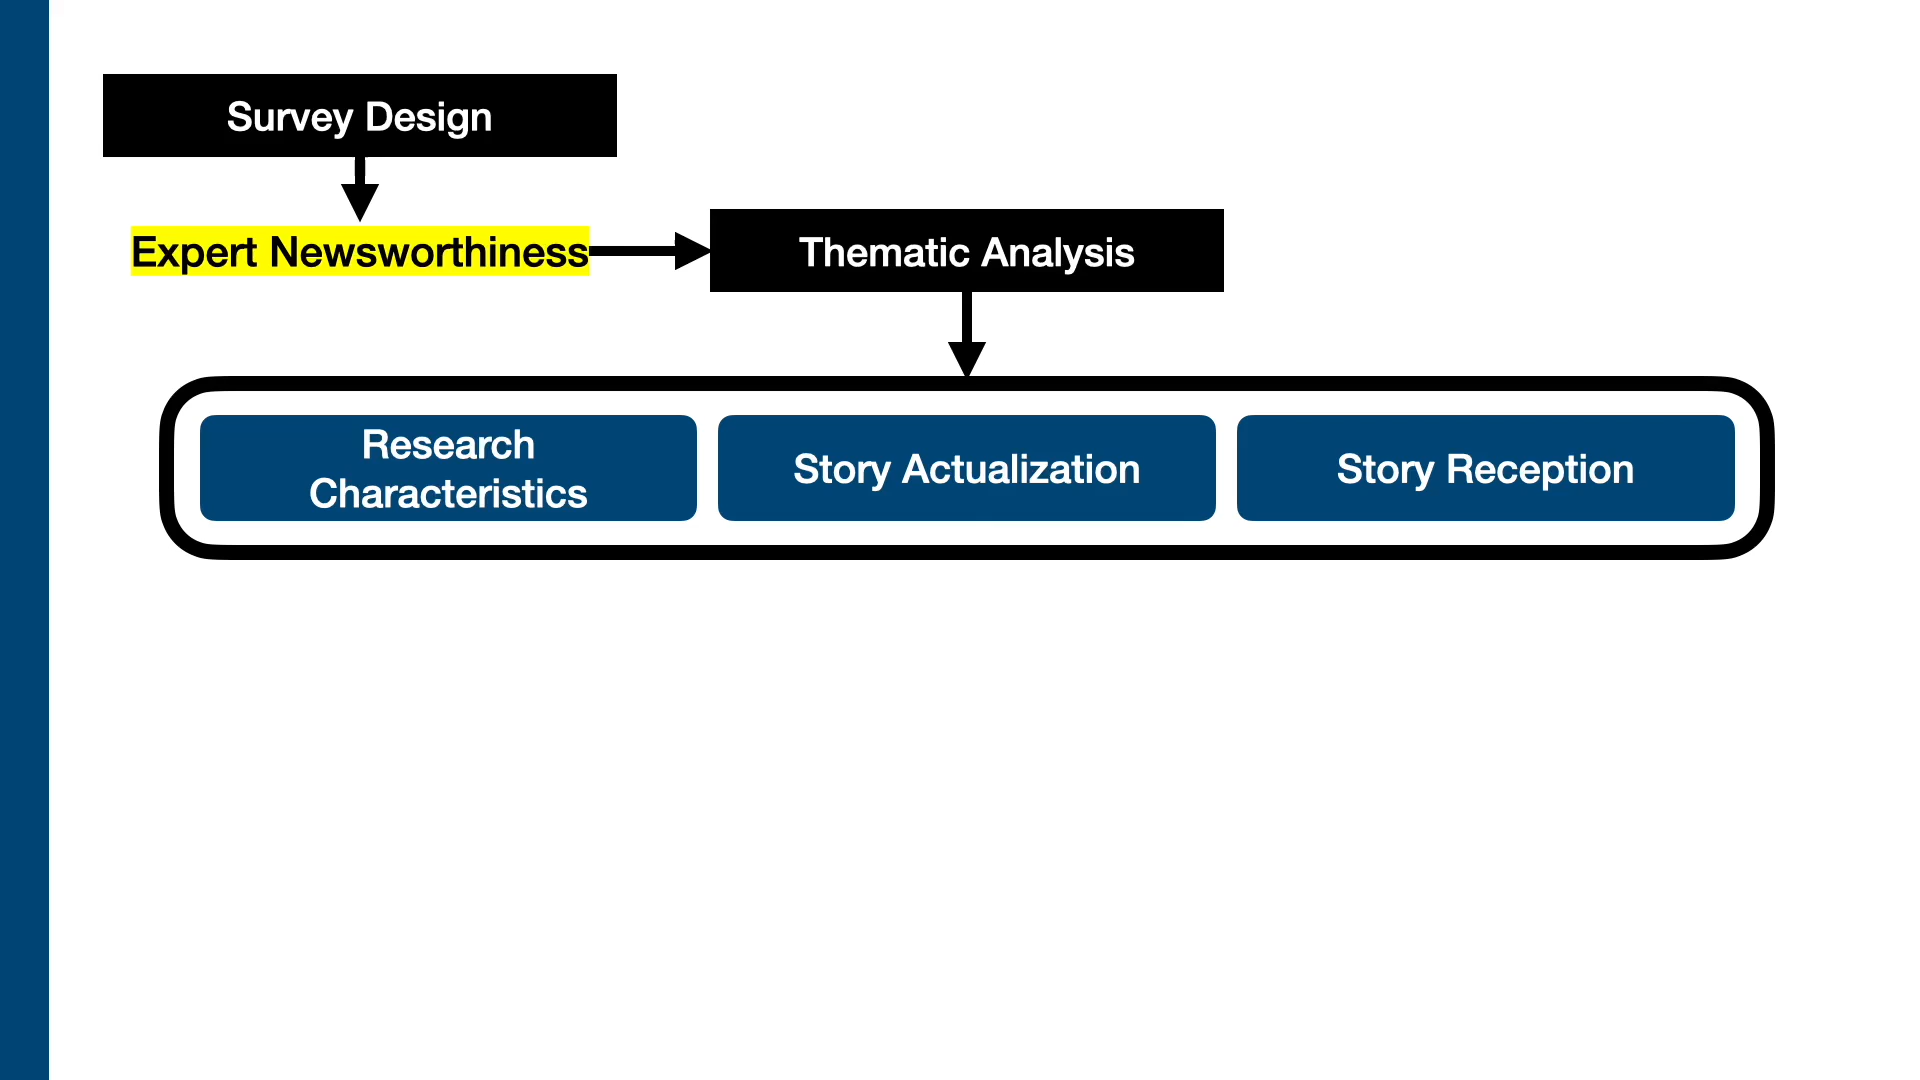 Survey Design
Expert Newsworthiness
Thematic Analysis
Research
Characteristics
Story Actualization
Story Reception